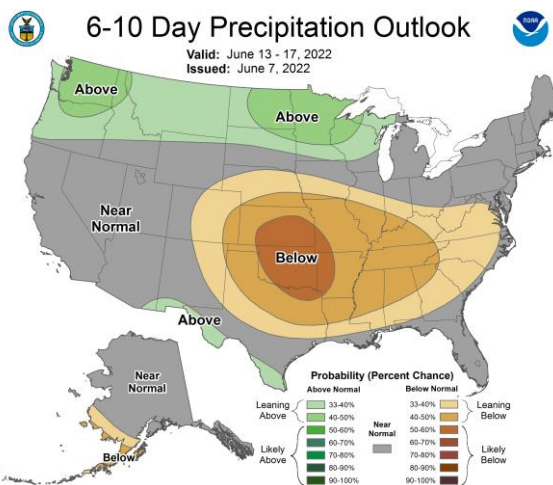 6-10 Day Precipitation Outlook
NOAA
Valid: June 13 - 17, 2022
Issued: June 7, 2022
Above
Above
Near
Normal
Below
Above
Near
Normal
Below
Probability (Percent Chance)
Above Normal
Below Normal
Leaning
Above
33-40%
40-50%
Likely
Above
50-60%
60-70%
70-80%
80-90%
90-100%
Near
Normal
33-40%
40-50%
Leaning
Below
50-60%
60-70%
70-80%
80-90%
90-100%
Likely
Below